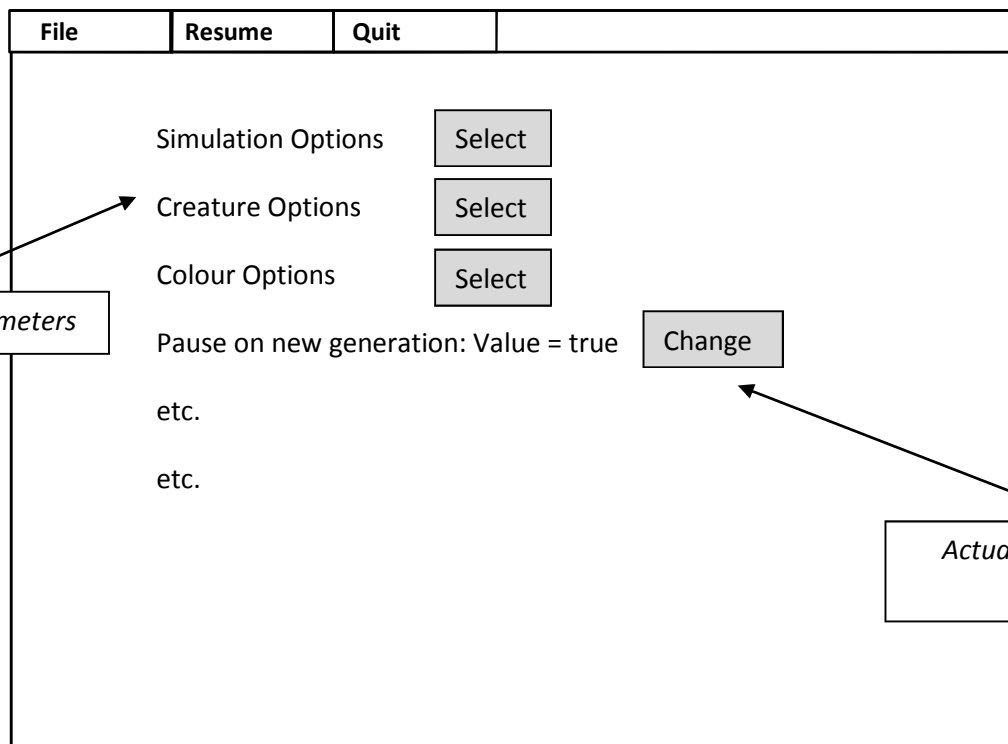 File Resume Quit
Simulation Options Select
Creature Options Select
Colour Options Select
meters
Pause on new generation: Value = true Change
etc.
etc.